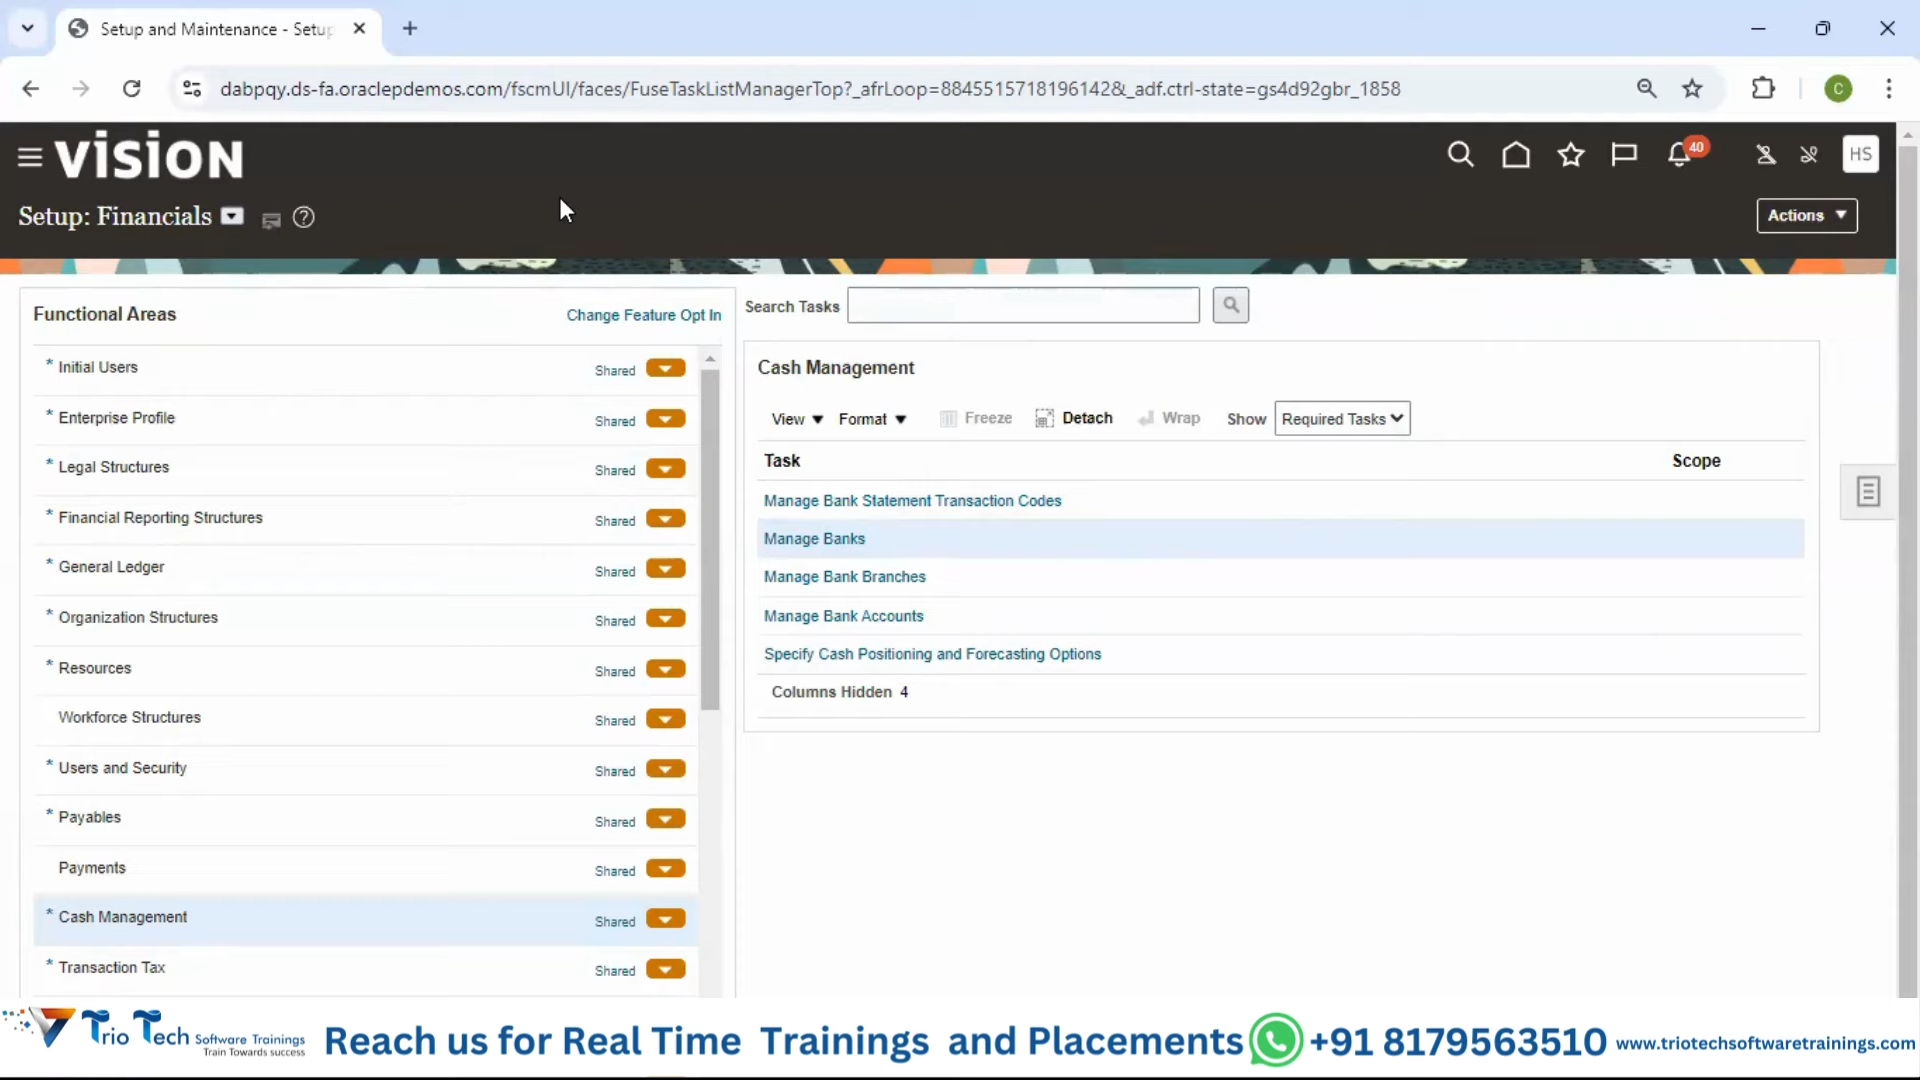 Setup and Maintenance - Setup
dabpqy.ds-fa.oraclepdemos.com/fscmUI/faces/FuseTaskListManagerTop?_afrLoop=88455157181961428&_adf.ctrl-state=gs4d92gbr_1858
C
VISION
40
HS
Setup: Financials
Actions
Functional Areas
Change Feature Opt In
* Initial Users Shared
* Enterprise Profile Shared
* Legal Structures Shared
* Financial Reporting Structures Shared
* General Ledger Shared
* Organization Structures Shared
* Resources Shared
Workforce Structures Shared
* Users and Security Shared
* Payables Shared
Payments Shared
* Cash Management Shared
* Transaction Tax Shared
Search Tasks
Cash Management
View Format Freeze Detach Wrap Show Required Tasks
Task Scope
Manage Bank Statement Transaction Codes
Manage Banks
Manage Bank Branches
Manage Bank Accounts
Specify Cash Positioning and Forecasting Options
Columns Hidden 4
Trio Tech Software Trainings
Train Towards success
Reach us for Real Time Trainings and Placements +91 8179563510 www.triotechsoftwaretrainings.com